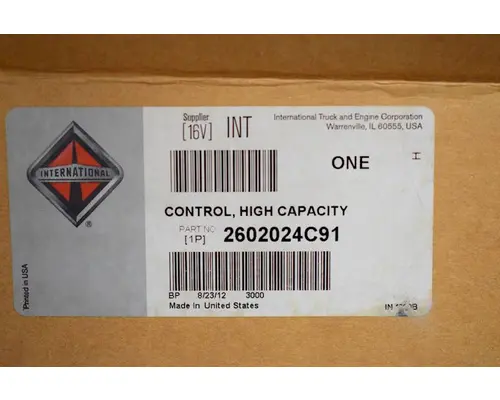 Supplier
[16V] INT
International Truck and Engine Corporation
Warrenville, IL 60555, USA
INTERNATIONAL
®
ONE
H
CONTROL, HIGH CAPACITY
PART NO
[1P] 2602024C91
BP 8/23/12 3000
Made In United States
Printed in USA